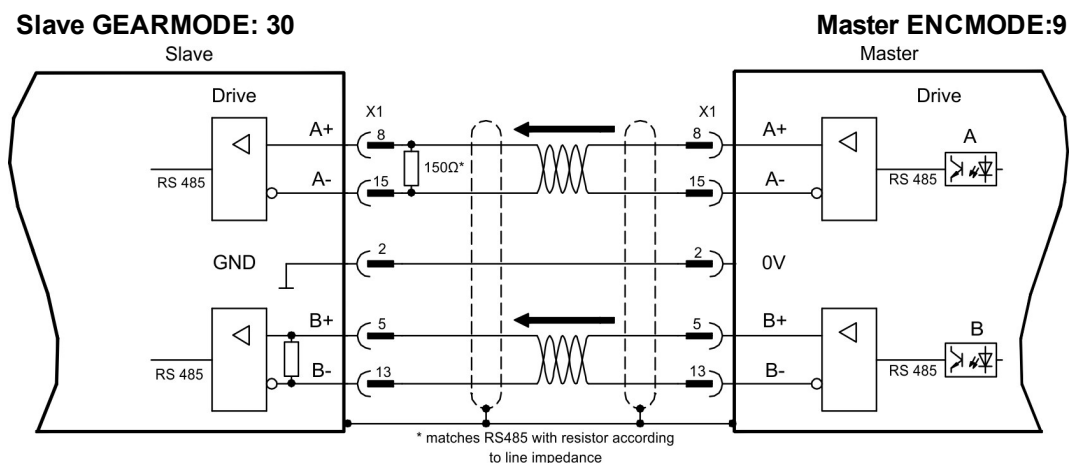 Slave GEARMODE: 30
Master ENCMODE:9
Slave
Master
Drive
Drive
X1
X1
A+
8
8
A+
A
150Ω*
RS 485
A-
15
15
A-
RS 485
GND
2
2
0V
B+
5
5
B+
B
RS 485
B-
13
13
B-
RS 485
* matches RS485 with resistor according
to line impedance